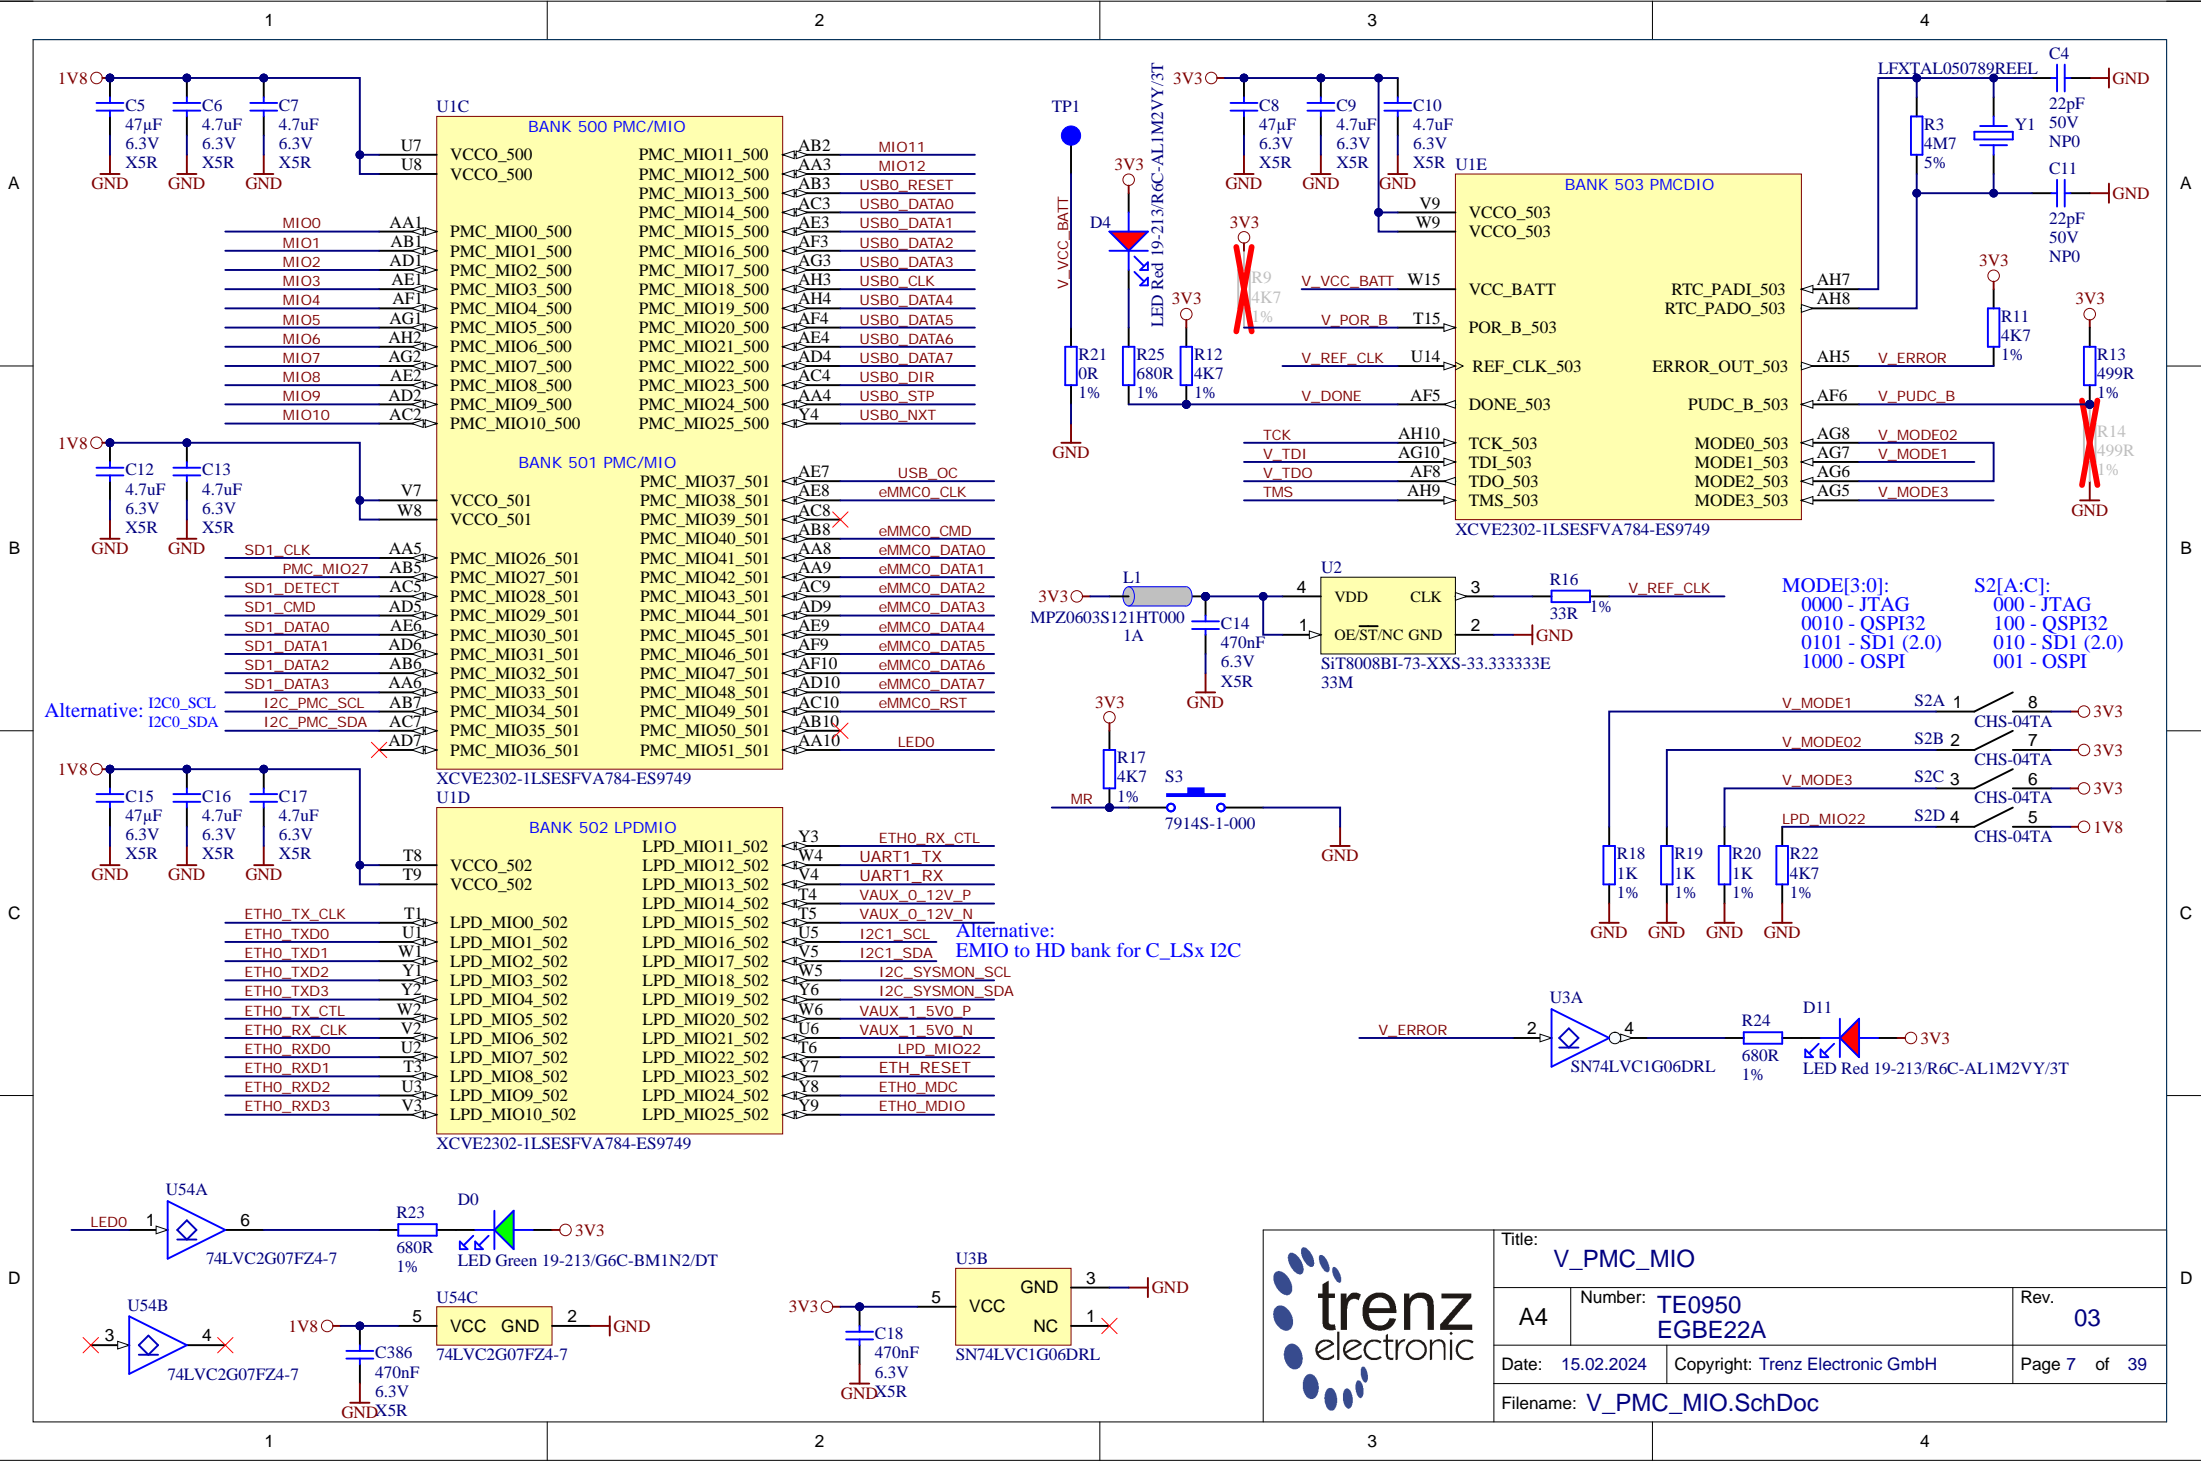 1
2
3
4
A
B
C
D
A
B
C
D
1V8
C5
47µF
6.3V
X5R
GND
C6
4.7uF
6.3V
X5R
GND
C7
4.7uF
6.3V
X5R
GND
U1C
BANK 500 PMC/MIO
U7 VCCO_500
U8 VCCO_500
MIO0 AA1 PMC_MIO0_500
MIO1 AB1 PMC_MIO1_500
MIO2 AD1 PMC_MIO2_500
MIO3 AE1 PMC_MIO3_500
MIO4 AF1 PMC_MIO4_500
MIO5 AG1 PMC_MIO5_500
MIO6 AH2 PMC_MIO6_500
MIO7 AG2 PMC_MIO7_500
MIO8 AE2 PMC_MIO8_500
MIO9 AD2 PMC_MIO9_500
MIO10 AC2 PMC_MIO10_500
PMC_MIO11_500 AB2 MIO11
PMC_MIO12_500 AA3 MIO12
PMC_MIO13_500 AB3 USB0_RESET
PMC_MIO14_500 AC3 USB0_DATA0
PMC_MIO15_500 AE3 USB0_DATA1
PMC_MIO16_500 AF3 USB0_DATA2
PMC_MIO17_500 AG3 USB0_DATA3
PMC_MIO18_500 AH3 USB0_CLK
PMC_MIO19_500 AH4 USB0_DATA4
PMC_MIO20_500 AF4 USB0_DATA5
PMC_MIO21_500 AE4 USB0_DATA6
PMC_MIO22_500 AD4 USB0_DATA7
PMC_MIO23_500 AC4 USB0_DIR
PMC_MIO24_500 AA4 USB0_STP
PMC_MIO25_500 Y4 USB0_NXT
1V8
C12
4.7uF
6.3V
X5R
GND
C13
4.7uF
6.3V
X5R
GND
BANK 501 PMC/MIO
V7 VCCO_501
W8 VCCO_501
SD1_CLK AA5 PMC_MIO26_501
PMC_MIO27 AB5 PMC_MIO27_501
SD1_DETECT AC5 PMC_MIO28_501
SD1_CMD AD5 PMC_MIO29_501
SD1_DATA0 AE6 PMC_MIO30_501
SD1_DATA1 AD6 PMC_MIO31_501
SD1_DATA2 AB6 PMC_MIO32_501
SD1_DATA3 AA6 PMC_MIO33_501
Alternative: I2C0_SCL
I2C0_SDA
I2C_PMC_SCL AB7 PMC_MIO34_501
I2C_PMC_SDA AC7 PMC_MIO35_501
AD7 PMC_MIO36_501
PMC_MIO37_501 AE7 USB_OC
PMC_MIO38_501 AE8 eMMC0_CLK
PMC_MIO39_501 AC8
PMC_MIO40_501 AB8 eMMC0_CMD
PMC_MIO41_501 AA8 eMMC0_DATA0
PMC_MIO42_501 AA9 eMMC0_DATA1
PMC_MIO43_501 AC9 eMMC0_DATA2
PMC_MIO44_501 AD9 eMMC0_DATA3
PMC_MIO45_501 AE9 eMMC0_DATA4
PMC_MIO46_501 AF9 eMMC0_DATA5
PMC_MIO47_501 AF10 eMMC0_DATA6
PMC_MIO48_501 AD10 eMMC0_DATA7
PMC_MIO49_501 AC10 eMMC0_RST
PMC_MIO50_501 AB10
PMC_MIO51_501 AA10 LED0
XCVE2302-1LSESFVA784-ES9749
1V8
C15
47µF
6.3V
X5R
GND
C16
4.7uF
6.3V
X5R
GND
C17
4.7uF
6.3V
X5R
GND
U1D
BANK 502 LPDMIO
T8 VCCO_502
T9 VCCO_502
ETH0_TX_CLK T1 LPD_MIO0_502
ETH0_TXD0 U1 LPD_MIO1_502
ETH0_TXD1 W1 LPD_MIO2_502
ETH0_TXD2 Y1 LPD_MIO3_502
ETH0_TXD3 Y2 LPD_MIO4_502
ETH0_TX_CTL W2 LPD_MIO5_502
ETH0_RX_CLK V2 LPD_MIO6_502
ETH0_RXD0 U2 LPD_MIO7_502
ETH0_RXD1 T3 LPD_MIO8_502
ETH0_RXD2 U3 LPD_MIO9_502
ETH0_RXD3 V3 LPD_MIO10_502
LPD_MIO11_502 Y3 ETH0_RX_CTL
LPD_MIO12_502 W4 UART1_TX
LPD_MIO13_502 V4 UART1_RX
LPD_MIO14_502 T4 VAUX_0_12V_P
LPD_MIO15_502 T5 VAUX_0_12V_N
LPD_MIO16_502 U5 I2C1_SCL
LPD_MIO17_502 V5 I2C1_SDA
LPD_MIO18_502 W5 I2C_SYSMON_SCL
LPD_MIO19_502 Y6 I2C_SYSMON_SDA
LPD_MIO20_502 W6 VAUX_1_5V0_P
LPD_MIO21_502 U6 VAUX_1_5V0_N
LPD_MIO22_502 T6 LPD_MIO22
LPD_MIO23_502 Y7 ETH_RESET
LPD_MIO24_502 Y8 ETH0_MDC
LPD_MIO25_502 Y9 ETH0_MDIO
Alternative:
EMIO to HD bank for C_LSx I2C
XCVE2302-1LSESFVA784-ES9749
TP1
V_VCC_BATT
R21
0R
1%
GND
3V3
D4
LED Red 19-213/R6C-AL1M2VY/3T
R25
680R
1%
3V3
R12
4K7
1%
3V3
C8
47µF
6.3V
X5R
GND
C9
4.7uF
6.3V
X5R
GND
C10
4.7uF
6.3V
X5R
GND
3V3
R9
4K7
1%
U1E
BANK 503 PMCDIO
V9 VCCO_503
W9 VCCO_503
V_VCC_BATT W15 VCC_BATT
V_POR_B T15 POR_B_503
V_REF_CLK U14 REF_CLK_503
V_DONE AF5 DONE_503
TCK AH10 TCK_503
V_TDI AG10 TDI_503
V_TDO AF8 TDO_503
TMS AH9 TMS_503
RTC_PADI_503 AH7
RTC_PADO_503 AH8
ERROR_OUT_503 AH5 V_ERROR
PUDC_B_503 AF6 V_PUDC_B
MODE0_503 AG8 V_MODE02
MODE1_503 AG7 V_MODE1
MODE2_503 AG6
MODE3_503 AG5 V_MODE3
XCVE2302-1LSESFVA784-ES9749
LFXTAL050789REEL
R3
4M7
5%
Y1
C4
22pF
50V
NP0
GND
C11
22pF
50V
NP0
GND
3V3
R11
4K7
1%
3V3
R13
499R
1%
R14
499R
1%
GND
3V3
L1
MPZ0603S121HT000
1A
C14
470nF
6.3V
X5R
GND
U2
4 VDD CLK 3
1 OE/ST/NC GND 2
GND
SiT8008BI-73-XXS-33.333333E
33M
R16
33R
1%
V_REF_CLK
MODE[3:0]:
0000 - JTAG
0010 - QSPI32
0101 - SD1 (2.0)
1000 - OSPI
S2[A:C]:
000 - JTAG
100 - QSPI32
010 - SD1 (2.0)
001 - OSPI
3V3
R17
4K7
1%
MR
S3
7914S-1-000
GND
V_MODE1 S2A 1 8 3V3
CHS-04TA
V_MODE02 S2B 2 7 3V3
CHS-04TA
V_MODE3 S2C 3 6 3V3
CHS-04TA
LPD_MIO22 S2D 4 5 1V8
CHS-04TA
R18
1K
1%
GND
R19
1K
1%
GND
R20
1K
1%
GND
R22
4K7
1%
GND
V_ERROR
2
U3A
4
SN74LVC1G06DRL
R24
680R
1%
D11
3V3
LED Red 19-213/R6C-AL1M2VY/3T
LED0
1
U54A
6
74LVC2G07FZ4-7
R23
680R
1%
D0
3V3
LED Green 19-213/G6C-BM1N2/DT
U54B
3
4
74LVC2G07FZ4-7
1V8
C386
470nF
6.3V
X5R
GND
U54C
5 VCC GND 2
GND
74LVC2G07FZ4-7
3V3
C18
470nF
6.3V
X5R
GND
U3B
5 VCC
GND 3
GND
NC 1
SN74LVC1G06DRL
trenz
electronic
Title:
V_PMC_MIO
A4
Number: TE0950
EGBE22A
Rev.
03
Date: 15.02.2024
Copyright: Trenz Electronic GmbH
Page 7 of 39
Filename: V_PMC_MIO.SchDoc
1
2
3
4